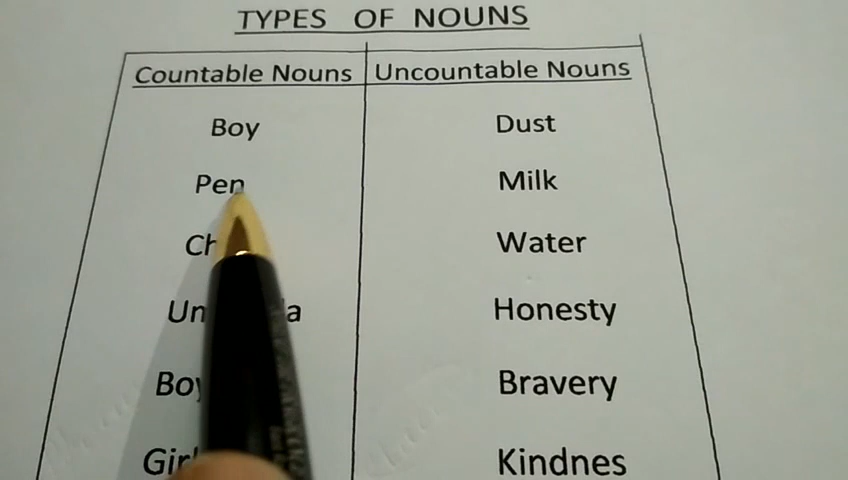 TYPES OF NOUNS
Countable Nouns Uncountable Nouns
Boy Dust
Pen Milk
Water
Honesty
Bravery
Kindnes